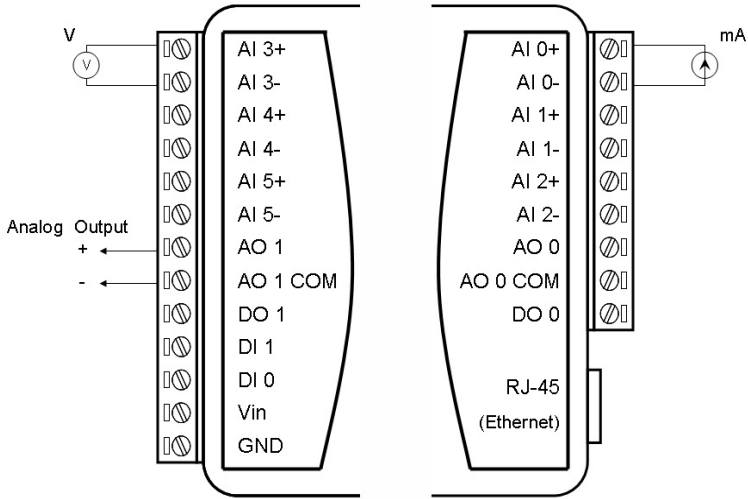 V
V
AI 3+
AI 3-
AI 4+
AI 4-
AI 5+
AI 5-
Analog Output
+
AO 1
-
AO 1 COM
DO 1
DI 1
DI 0
Vin
GND
mA
AI 0+
AI 0-
AI 1+
AI 1-
AI 2+
AI 2-
AO 0
AO 0 COM
DO 0
RJ-45
(Ethernet)